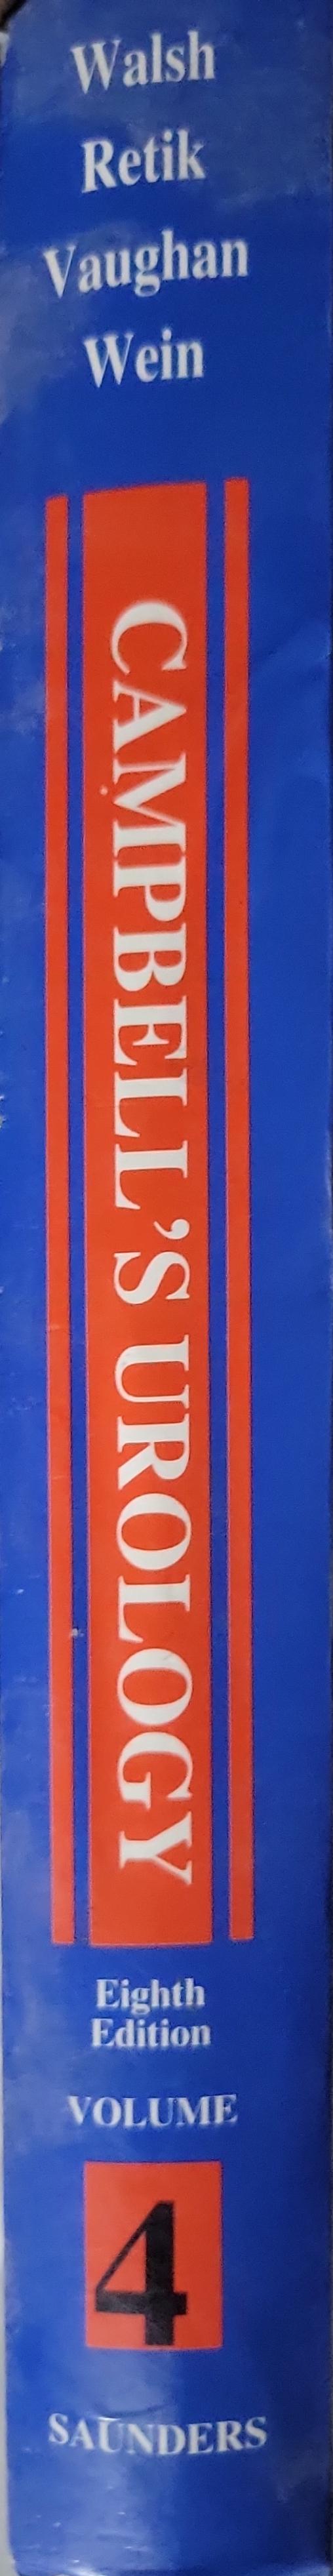 Walsh
Retik
Vaughan
Wein
CAMPBELL'S UROLOGY
Eighth
Edition
VOLUME
4
SAUNDERS